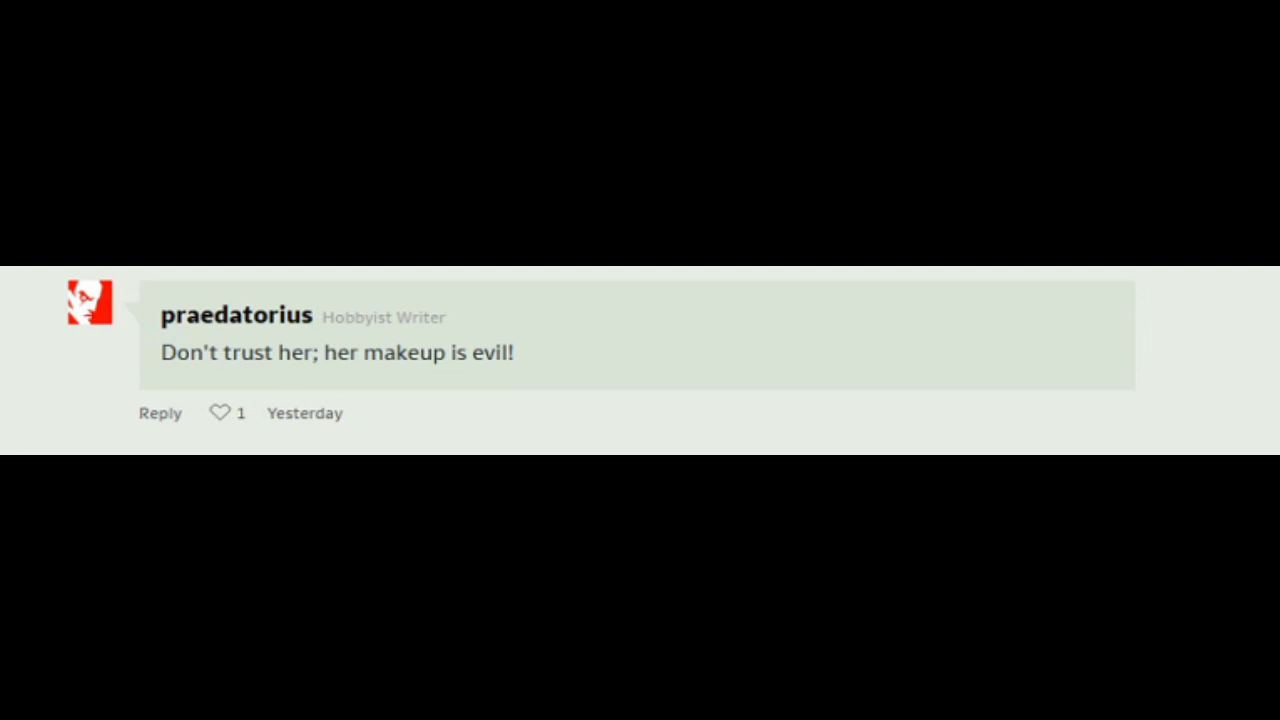 praedatorius Hobbyist Writer
Don't trust her; her makeup is evil!
Reply 1 Yesterday